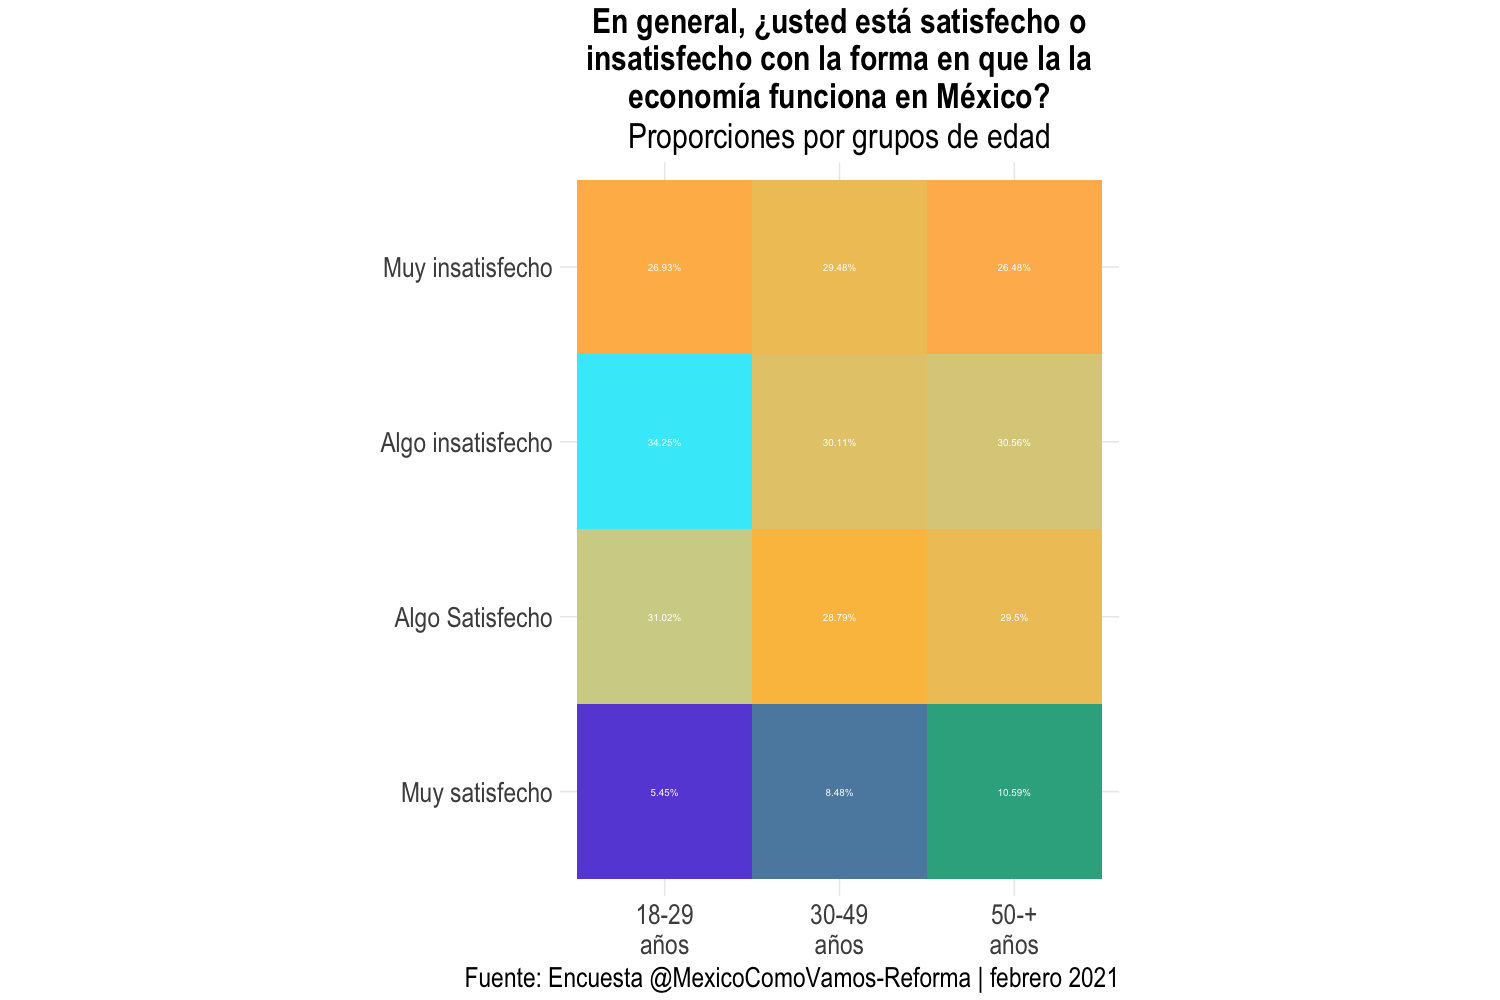 En general, ¿usted está satisfecho o
insatisfecho con la forma en que la la
economía funciona en México?
Proporciones por grupos de edad
Muy insatisfecho
26.93%
29.48%
26.48%
Algo insatisfecho
34.25%
30.11%
30.56%
Algo Satisfecho
31.02%
28.79%
29.5%
Muy satisfecho
5.45%
8.48%
10.59%
18-29
años
30-49
años
50-+
años
Fuente: Encuesta @MexicoComoVamos-Reforma | febrero 2021